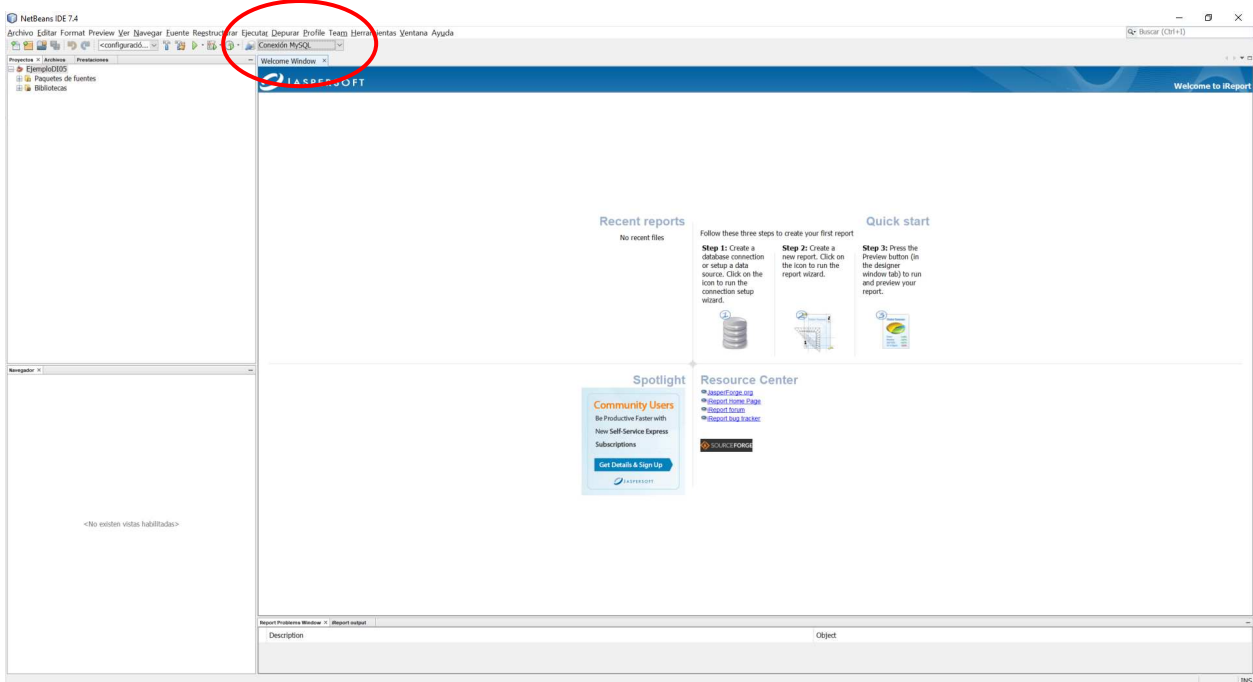 NetBeans IDE 7.4
Archivo Editar Format Preview Ver Navegar Fuente Reestructurar Ejecutar Depurar Profile Team Herramientas Ventana Ayuda
Buscar (Ctrl+I)
<configuració... Conexión MySQL
Proyectos Archivos Prestaciones
Welcome Window
EjemploDI05
Paquetes de fuentes
Bibliotecas
JASPERSOFT
Welcome to iReport
Recent reports
No recent files
Quick start
Follow these three steps to create your first report
Step 1: Create a
database connection
or setup a data
source. Click on the
icon to run the
connection setup
wizard.
Step 2: Create a
new report. Click on
the icon to run the
report wizard.
Step 3: Press the
Preview button (in
the designer
window tab) to run
and preview your
report.
Navegador
<No existen vistas habilitadas>
Spotlight
Community Users
Be Productive Faster with
New Self-Service Express
Subscriptions
Get Details & Sign Up
JASPERSOFT
Resource Center
JasperForge.org
iReport Home Page
iReport forum
iReport bug tracker
SOURCEFORGE
Report Problems Window iReport output
Description Object
INS